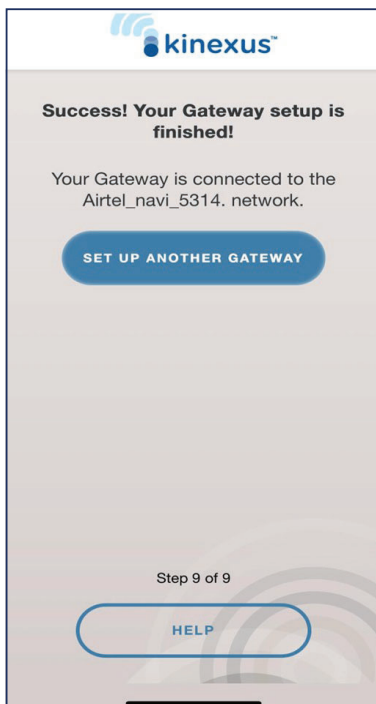 kinexus™
Success! Your Gateway setup is
finished!
Your Gateway is connected to the
Airtel_navi_5314. network.
SET UP ANOTHER GATEWAY
Step 9 of 9
HELP